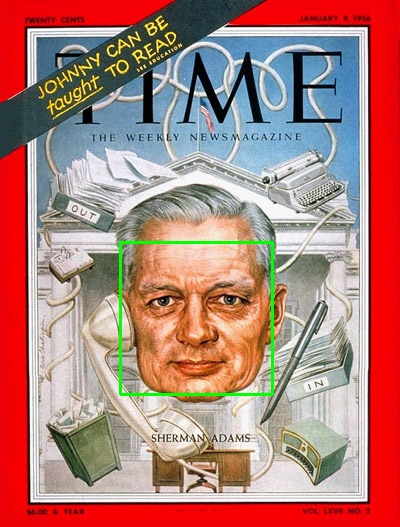 TWENTY CENTS
JANUARY 9, 1956
JOHNNY CAN BE
taught TO READ
SEE EDUCATION
TIME
THE WEEKLY NEWSMAGAZINE
OUT
IN
SHERMAN ADAMS
$6.00 A YEAR
VOL. LXVII NO. 2